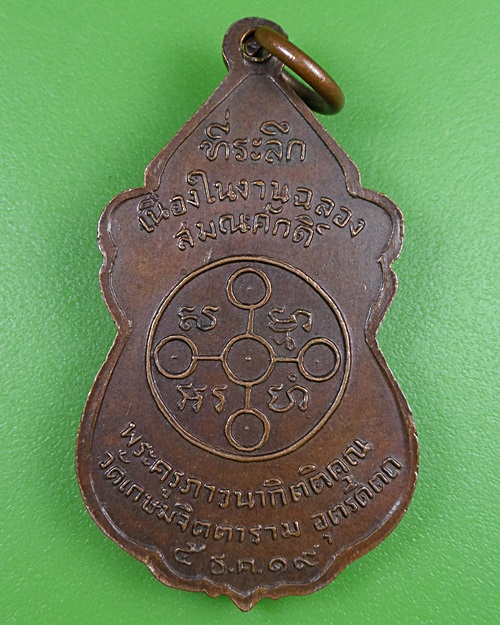 ที่ระลึก
เนื่องในงานฉลอง
สมณศักดิ์
พระครูภาวนากิตติคุณ
วัดเกษมจิตตาราม อุตรดิตถ์
๕ ธ.ค. ๑๙